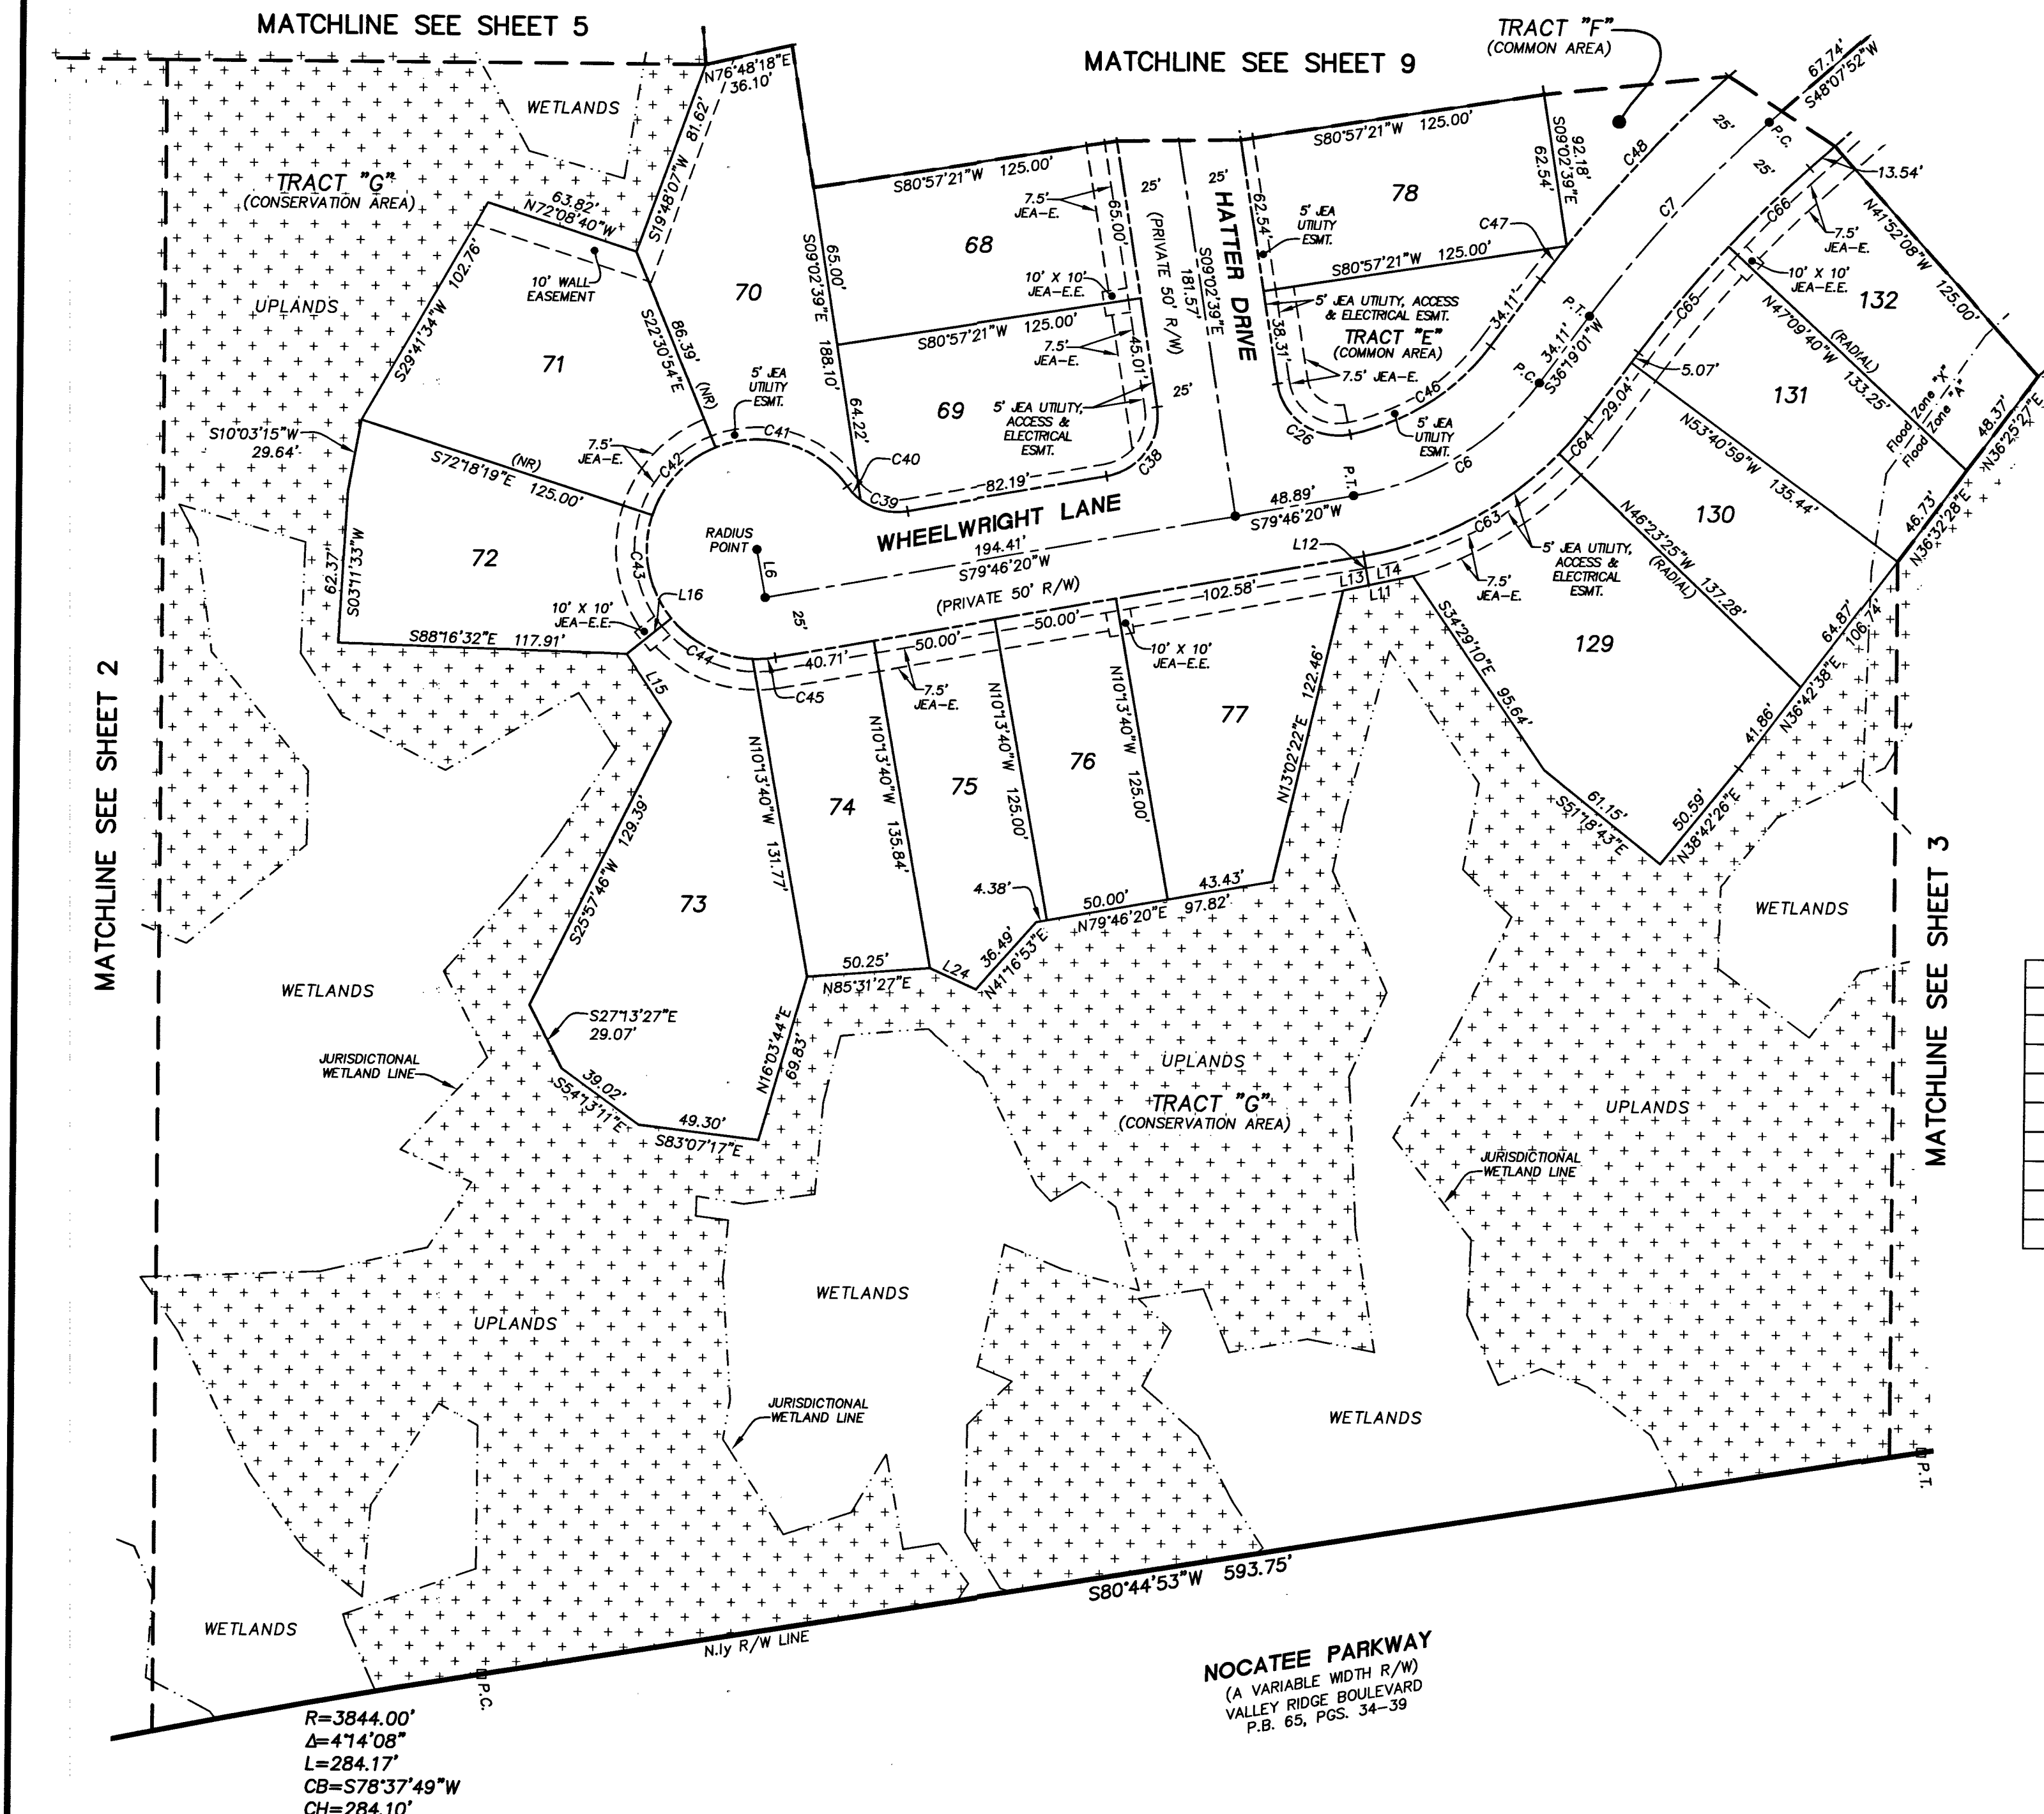 MATCHLINE SEE SHEET 5
MATCHLINE SEE SHEET 9
TRACT "F"
(COMMON AREA)
67.74'
S48°07'52"W
N76°48'18"E
36.10'
WETLANDS
S19°48'07"W 81.62'
TRACT "G"
(CONSERVATION AREA)
63.82'
N72°08'40"W
10' WALL
EASEMENT
UPLANDS
S29°41'34"W 102.76'
70
71
86.39'
S22°30'54"E
(NR)
S80°57'21"W 125.00'
68
65.00'
S09°02'39"E 188.10'
64.22'
7.5'
JEA-E.
65.00'
10' X 10'
JEA-E.E.
S80°57'21"W 125.00'
7.5'
JEA-E.
45.01'
69
5' JEA UTILITY,
ACCESS &
ELECTRICAL
ESMT.
25'
25'
25'
(PRIVATE 50' R/W)
181.57'
S09°02'39"E
HATTER DRIVE
62.54'
5' JEA
UTILITY
ESMT.
S80°57'21"W 125.00'
78
92.18'
S09°02'39"E
62.54'
C47
C48
S80°57'21"W 125.00'
5' JEA UTILITY, ACCESS
& ELECTRICAL ESMT.
TRACT "E"
(COMMON AREA)
38.31'
7.5' JEA-E.
34.11'
C46
C26
5' JEA
UTILITY
ESMT.
25'
25'
P.C.
C7
P.T.
34.11'
S36°19'01"W
P.C.
C6
13.54'
C66
7.5'
JEA-E.
10' X 10'
JEA-E.E.
N41°52'08"W 125.00'
132
C65
N47°09'40"W 133.25'
(RADIAL)
5.07'
131
Flood Zone "X"
Flood Zone "A"
48.37'
N36°25'27"E
29.04'
C64
N53°40'59"W 135.44'
130
46.73'
N36°32'28"E
N46°23'25"W 137.28'
(RADIAL)
C63
5' JEA UTILITY,
ACCESS &
ELECTRICAL
ESMT.
7.5'
JEA-E.
129
64.87'
106.74'
N36°42'38"E
41.86'
S34°29'10"E 95.64'
61.15'
S51°18'43"E
50.59'
N38°42'26"E
S10°03'15"W
29.64'
S72°18'19"E 125.00'
(NR)
7.5'
JEA-E.
5' JEA
UTILITY
ESMT.
C41
C42
C40
C39
82.19'
C38
WHEELWRIGHT LANE
194.41'
S79°46'20"W
(PRIVATE 50' R/W)
48.89'
S79°46'20"W
P.T.
RADIUS
POINT
L6
25'
72
62.37'
S03°11'33"W
C43
L16
10' X 10'
JEA-E.E.
S88°16'32"E 117.91'
C44
L15
C45
40.71'
50.00'
50.00'
102.58'
7.5'
JEA-E.
10' X 10'
JEA-E.E.
L12
L13
L14
L11
N10°13'40"W 131.77'
N10°13'40"W 135.84'
N10°13'40"W 125.00'
N10°13'40"W 125.00'
N13°02'22"E 122.46'
73
74
75
76
77
S25°57'46"W 129.39'
4.38'
50.00'
43.43'
N79°46'20"E 97.82'
36.49'
N41°16'53"E
L24
50.25'
N85°31'27"E
N16°03'44"E
69.83'
S27°13'27"E
29.07'
39.02'
S54°13'11"E
49.30'
S83°07'17"E
MATCHLINE SEE SHEET 2
MATCHLINE SEE SHEET 3
WETLANDS
WETLANDS
JURISDICTIONAL
WETLAND LINE
UPLANDS
TRACT "G"
(CONSERVATION AREA)
UPLANDS
JURISDICTIONAL
WETLAND LINE
WETLANDS
UPLANDS
JURISDICTIONAL
WETLAND LINE
WETLANDS
WETLANDS
P.T.
S80°44'53"W 593.75'
N.ly R/W LINE
P.C.
NOCATEE PARKWAY
(A VARIABLE WIDTH R/W)
VALLEY RIDGE BOULEVARD
P.B. 65, PGS. 34-39
R=3844.00'
Δ=4°14'08"
L=284.17'
CB=S78°37'49"W
CH=284.10'